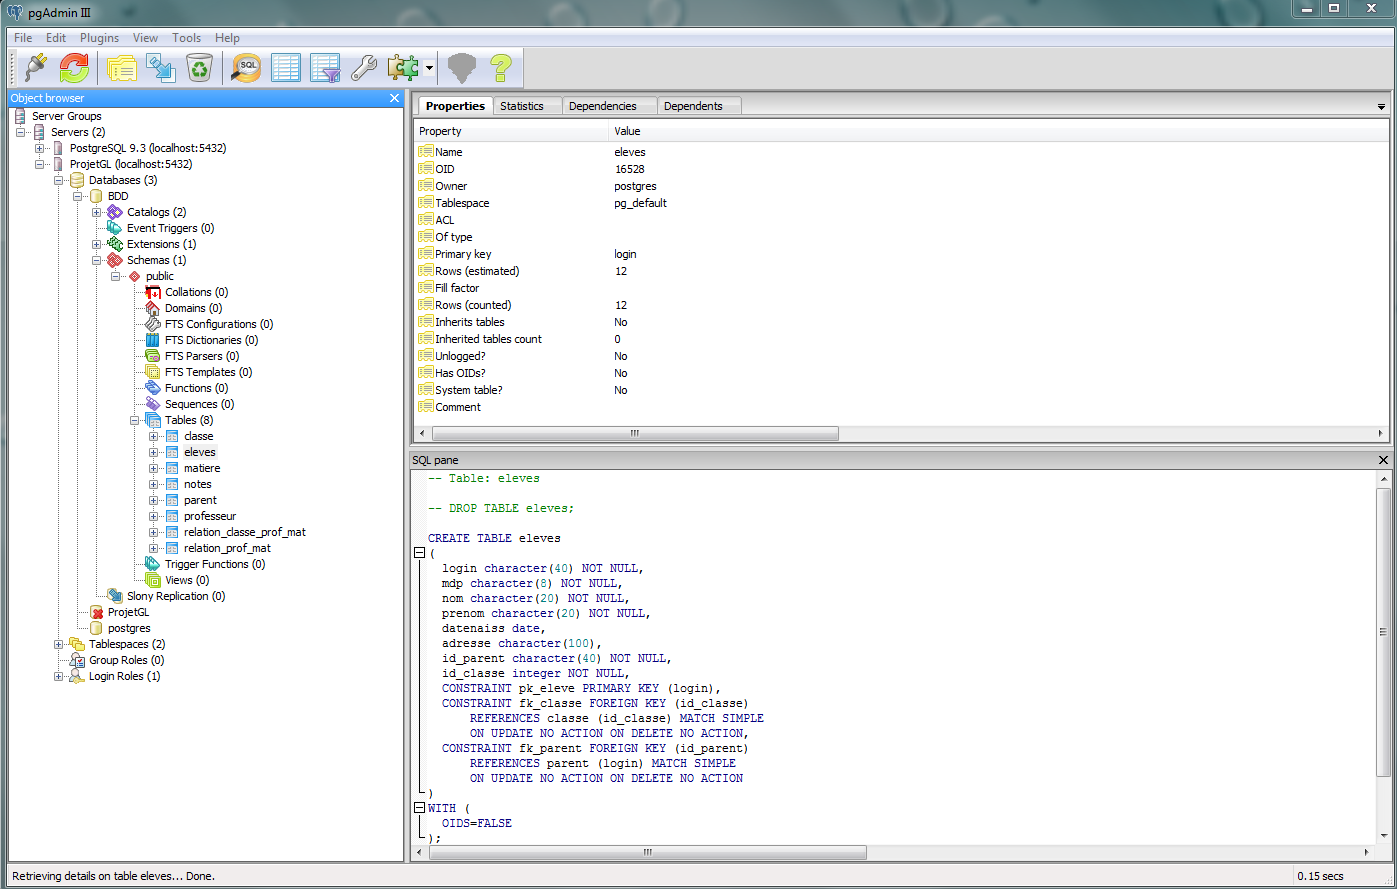 pgAdmin III
File Edit Plugins View Tools Help
SQL
Object browser
Server Groups
Servers (2)
PostgreSQL 9.3 (localhost:5432)
ProjetGL (localhost:5432)
Databases (3)
BDD
Catalogs (2)
Event Triggers (0)
Extensions (1)
Schemas (1)
public
Collations (0)
Domains (0)
FTS Configurations (0)
FTS Dictionaries (0)
FTS Parsers (0)
FTS Templates (0)
Functions (0)
Sequences (0)
Tables (8)
classe
eleves
matiere
notes
parent
professeur
relation_classe_prof_mat
relation_prof_mat
Trigger Functions (0)
Views (0)
Slony Replication (0)
ProjetGL
postgres
Tablespaces (2)
Group Roles (0)
Login Roles (1)
Properties Statistics Dependencies Dependents
Property Value
Name eleves
OID 16528
Owner postgres
Tablespace pg_default
ACL
Of type
Primary key login
Rows (estimated) 12
Fill factor
Rows (counted) 12
Inherits tables No
Inherited tables count 0
Unlogged? No
Has OIDs? No
System table? No
Comment
SQL pane
-- Table: eleves
-- DROP TABLE eleves;
CREATE TABLE eleves
(
login character(40) NOT NULL,
mdp character(8) NOT NULL,
nom character(20) NOT NULL,
prenom character(20) NOT NULL,
datenaiss date,
adresse character(100),
id_parent character(40) NOT NULL,
id_classe integer NOT NULL,
CONSTRAINT pk_eleve PRIMARY KEY (login),
CONSTRAINT fk_classe FOREIGN KEY (id_classe)
REFERENCES classe (id_classe) MATCH SIMPLE
ON UPDATE NO ACTION ON DELETE NO ACTION,
CONSTRAINT fk_parent FOREIGN KEY (id_parent)
REFERENCES parent (login) MATCH SIMPLE
ON UPDATE NO ACTION ON DELETE NO ACTION
)
WITH (
OIDS=FALSE
);
Retrieving details on table eleves... Done. 0.15 secs